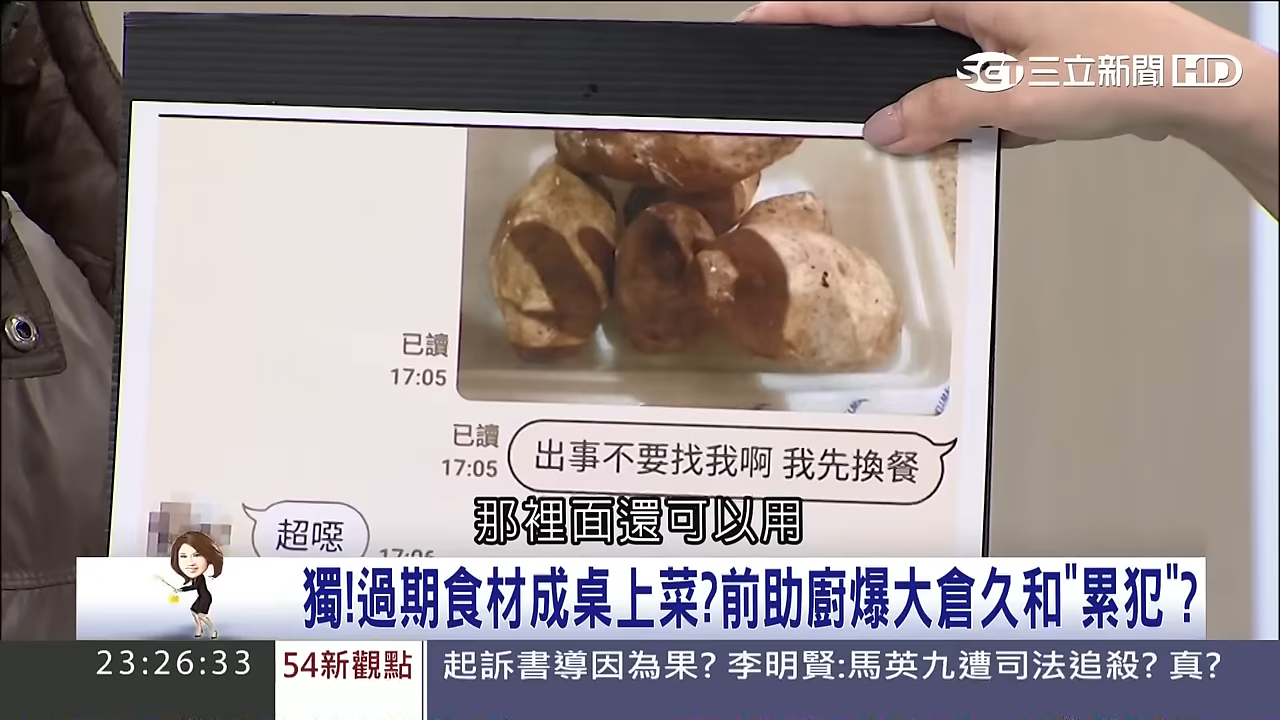 SET三立新聞HD
已讀
17:05
已讀
17:05
出事不要找我啊 我先換餐
超噁
17:06
那裡面還可以用
獨!過期食材成桌上菜?前助廚爆大倉久和"累犯"?
23:26:33
54新觀點
起訴書導因為果? 李明賢:馬英九遭司法追殺? 真?